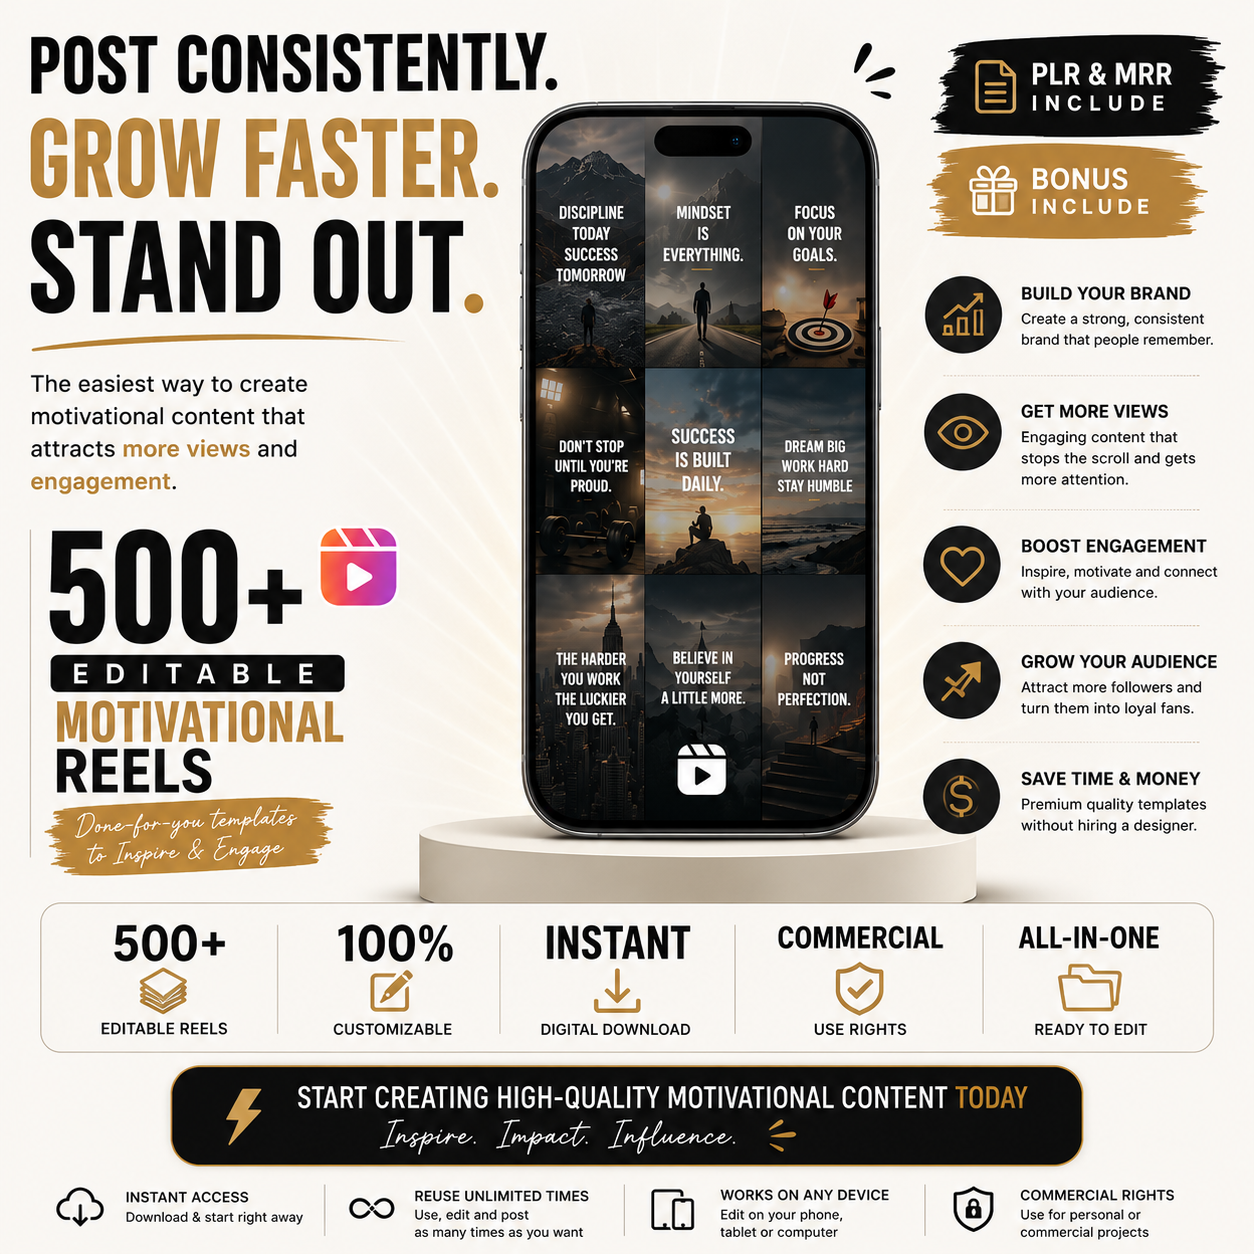 POST CONSISTENTLY.
GROW FASTER.
STAND OUT.
The easiest way to create
motivational content that
attracts more views and
engagement.
500+
EDITABLE
MOTIVATIONAL
REELS
Done-for-you templates
to Inspire & Engage
DISCIPLINE
TODAY
SUCCESS
TOMORROW
MINDSET
IS
EVERYTHING.
FOCUS
ON YOUR
GOALS.
DON'T STOP
UNTIL YOU'RE
PROUD.
SUCCESS
IS BUILT
DAILY.
DREAM BIG
WORK HARD
STAY HUMBLE
THE HARDER
YOU WORK
THE LUCKIER
YOU GET.
BELIEVE IN
YOURSELF
A LITTLE MORE.
PROGRESS
NOT
PERFECTION.
PLR & MRR
INCLUDE
BONUS
INCLUDE
BUILD YOUR BRAND
Create a strong, consistent
brand that people remember.
GET MORE VIEWS
Engaging content that
stops the scroll and gets
more attention.
BOOST ENGAGEMENT
Inspire, motivate and connect
with your audience.
GROW YOUR AUDIENCE
Attract more followers and
turn them into loyal fans.
SAVE TIME & MONEY
Premium quality templates
without hiring a designer.
500+
EDITABLE REELS
100%
CUSTOMIZABLE
INSTANT
DIGITAL DOWNLOAD
COMMERCIAL
USE RIGHTS
ALL-IN-ONE
READY TO EDIT
START CREATING HIGH-QUALITY MOTIVATIONAL CONTENT TODAY
Inspire. Impact. Influence.
INSTANT ACCESS
Download & start right away
REUSE UNLIMITED TIMES
Use, edit and post
as many times as you want
WORKS ON ANY DEVICE
Edit on your phone,
tablet or computer
COMMERCIAL RIGHTS
Use for personal or
commercial projects